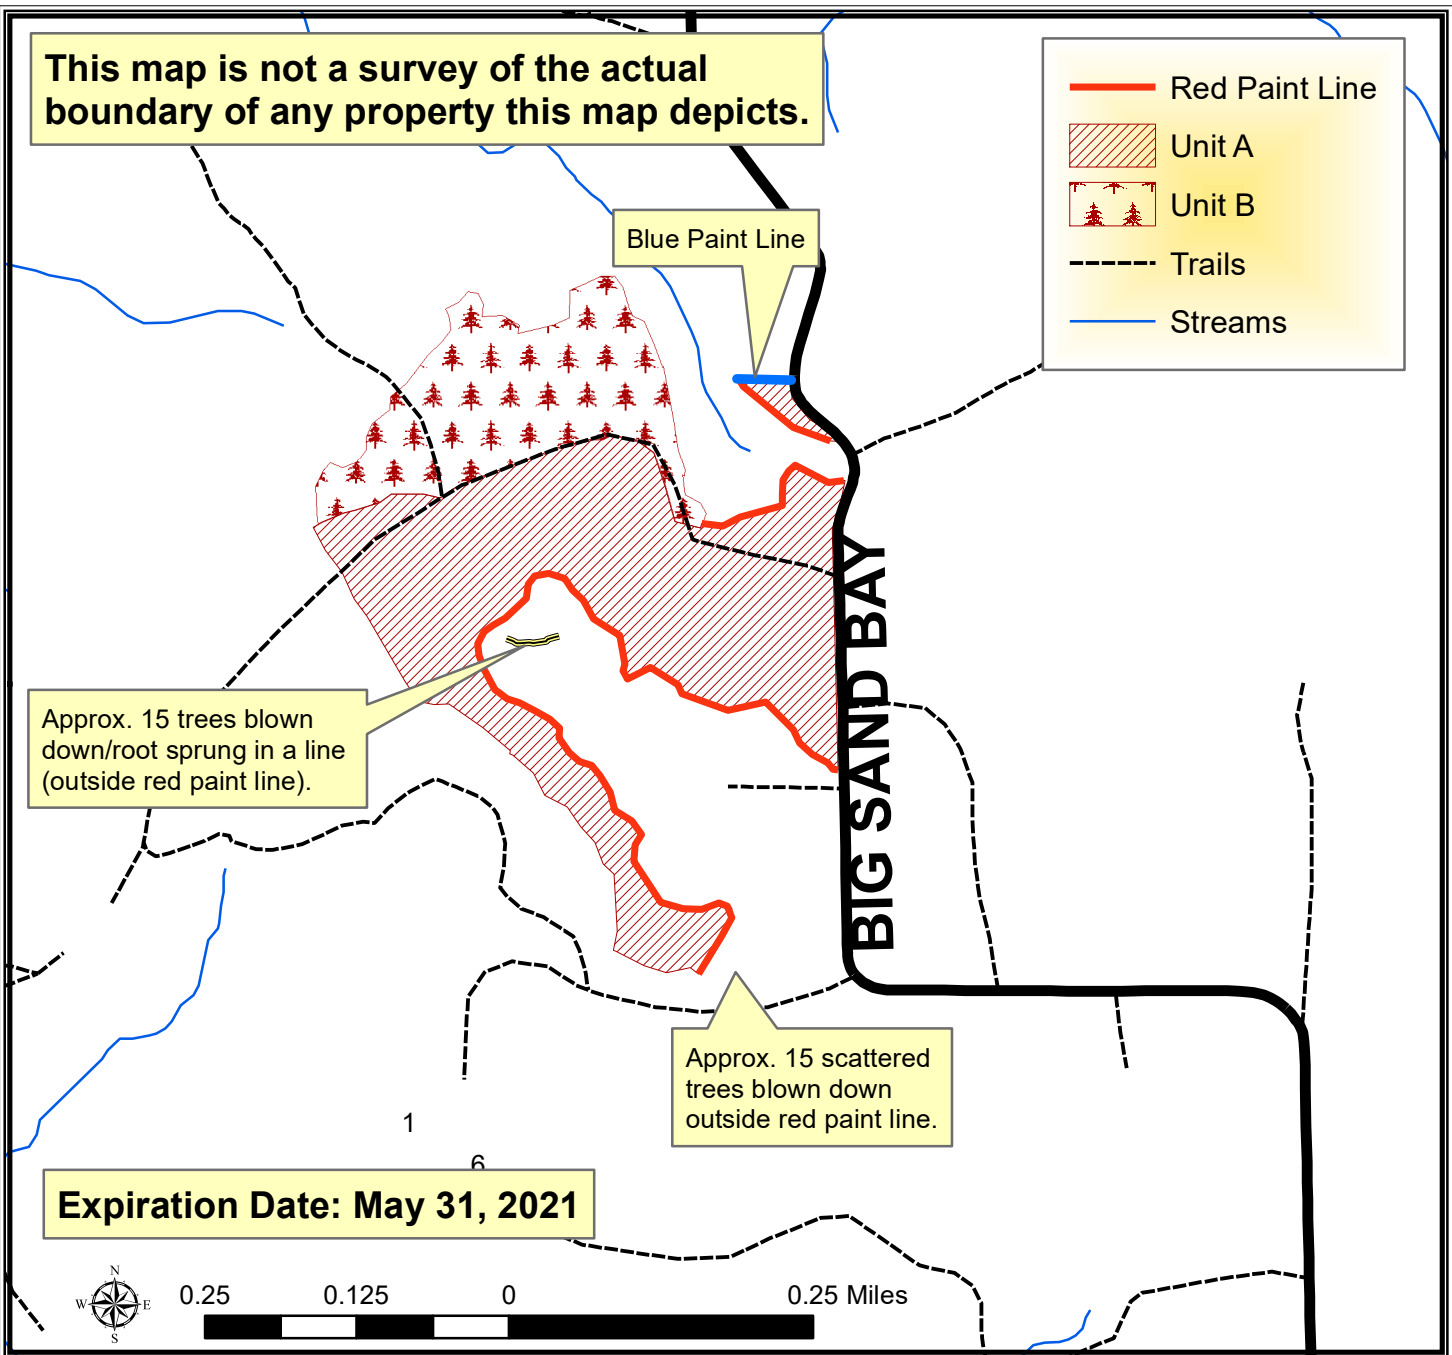 This map is not a survey of the actual
boundary of any property this map depicts.
Red Paint Line
Unit A
Unit B
Trails
Streams
Blue Paint Line
BIG SAND BAY
Approx. 15 trees blown
down/root sprung in a line
(outside red paint line).
Approx. 15 scattered
trees blown down
outside red paint line.
1
6
Expiration Date: May 31, 2021
N
W E
S
0.25 0.125 0 0.25 Miles